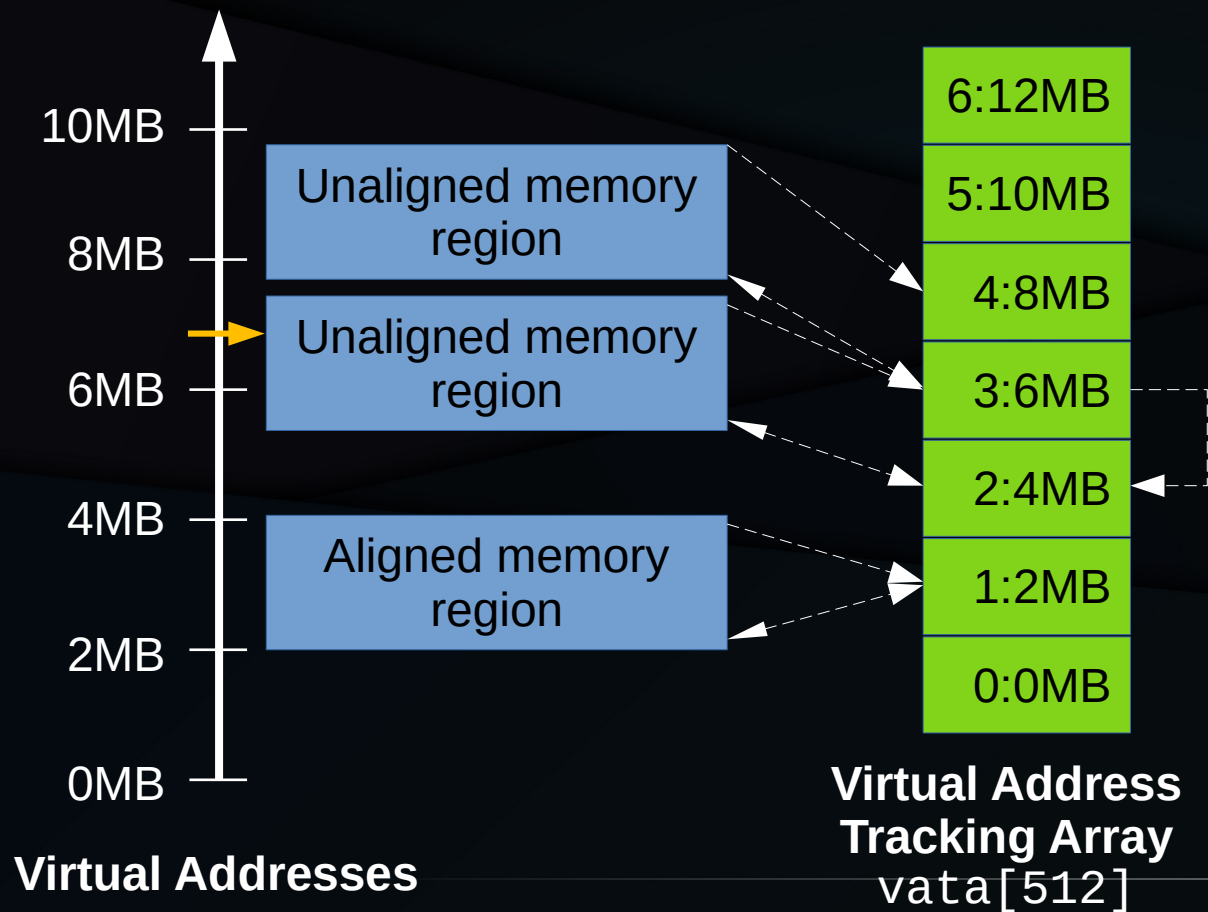 10MB
8MB
6MB
4MB
2MB
0MB
Virtual Addresses
Unaligned memory
region
Unaligned memory
region
Aligned memory
region
6:12MB
5:10MB
4:8MB
3:6MB
2:4MB
1:2MB
0:0MB
Virtual Address
Tracking Array
vata[512]